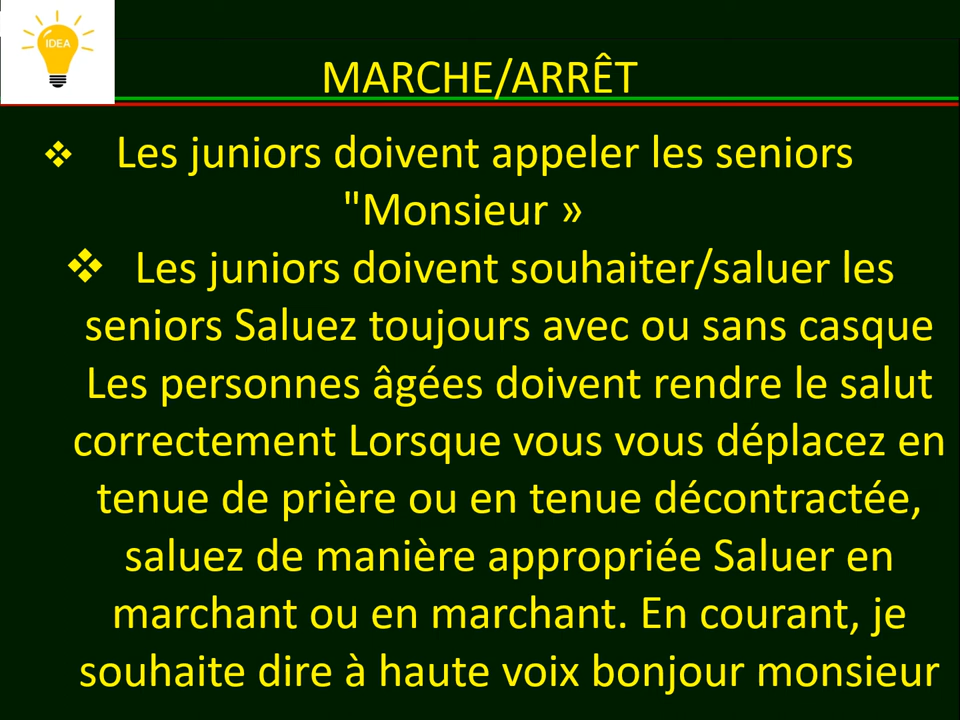 IDEA
MARCHE/ARRÊT
❖ Les juniors doivent appeler les seniors
"Monsieur »
❖ Les juniors doivent souhaiter/saluer les
seniors Saluez toujours avec ou sans casque
Les personnes âgées doivent rendre le salut
correctement Lorsque vous vous déplacez en
tenue de prière ou en tenue décontractée,
saluez de manière appropriée Saluer en
marchant ou en marchant. En courant, je
souhaite dire à haute voix bonjour monsieur